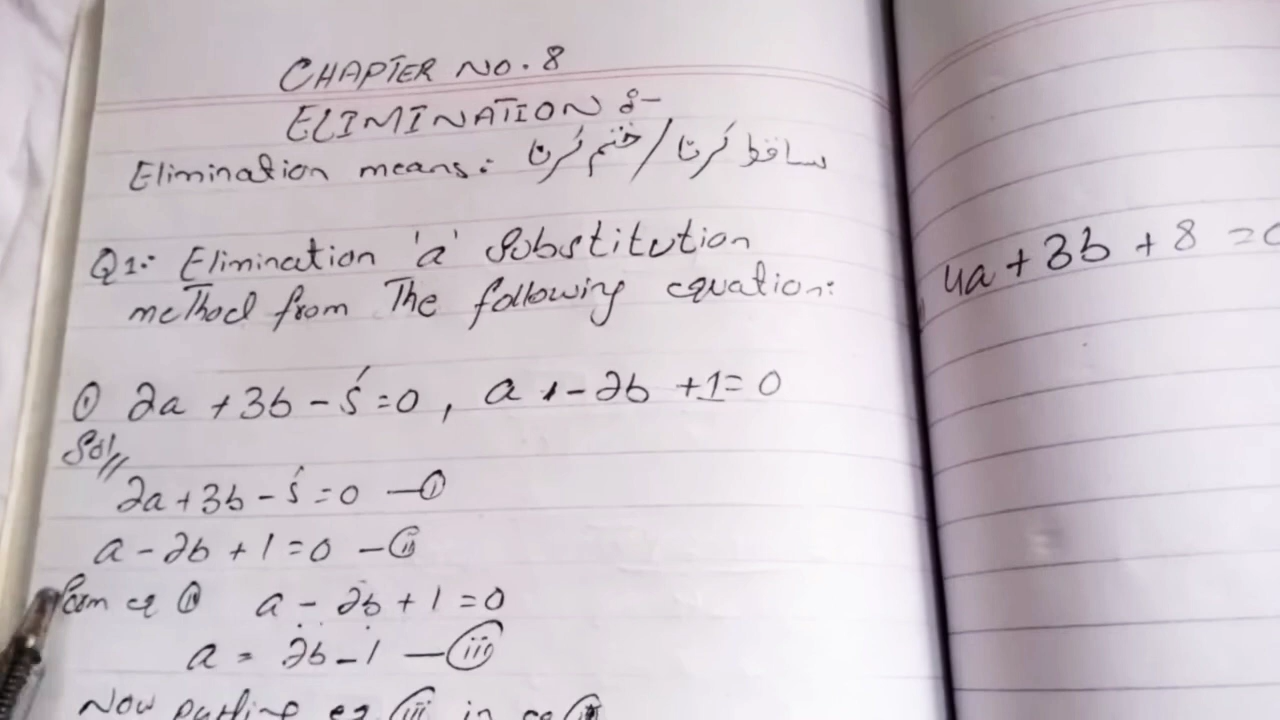 CHAPTER NO. 8
ELIMINATION :-
Elimination means: ساقط کرنا / ختم کرنا
Q1: Elimination 'a' Substitution
method from The following equation:
① 2a + 3b - 5 = 0 , a - 2b + 1 = 0
Sol//
2a + 3b - 5 = 0 — ①
a - 2b + 1 = 0 — ⓘⓘ
From eq a - 2b + 1 = 0
a = 2b - 1 — (iii)
Now putting eq (iii) in eq
4a + 3b + 8 = 0